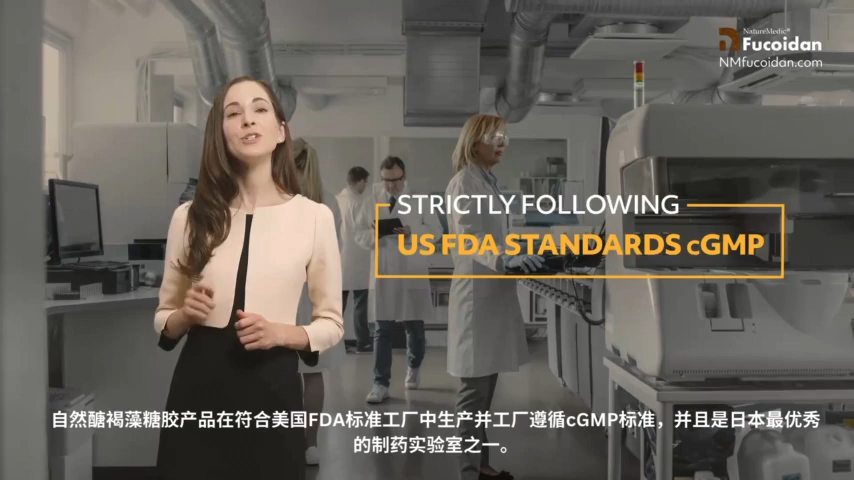 NatureMedic®
Fucoidan
NMfucoidan.com
STRICTLY FOLLOWING
US FDA STANDARDS cGMP
自然醣褐藻糖胶产品在符合美国FDA标准工厂中生产并工厂遵循cGMP标准，并且是日本最优秀
的制药实验室之一。